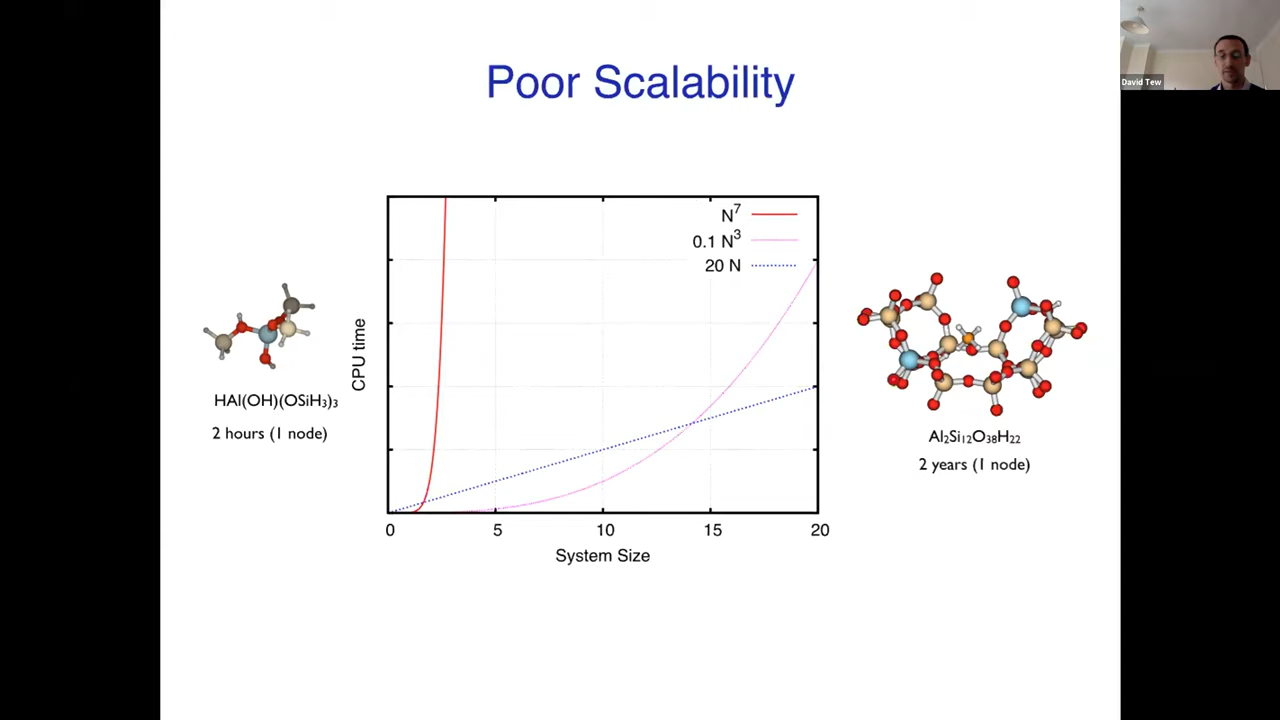 Poor Scalability
David Tew
N⁷
0.1 N³
20 N
CPU time
HAl(OH)(OSiH₃)₃
2 hours (1 node)
Al₂Si₁₂O₃₈H₂₂
2 years (1 node)
0 5 10 15 20
System Size